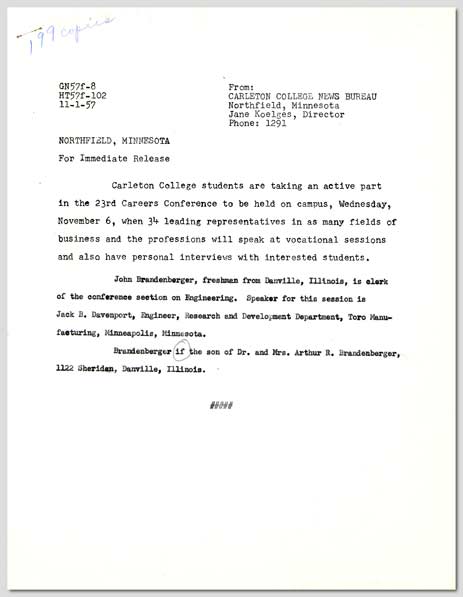 199 copies
GN57f-8
HT57f-102
11-1-57
From:
CARLETON COLLEGE NEWS BUREAU
Northfield, Minnesota
Jane Koelges, Director
Phone: 1291
NORTHFIELD, MINNESOTA
For Immediate Release
Carleton College students are taking an active part
in the 23rd Careers Conference to be held on campus, Wednesday,
November 6, when 34 leading representatives in as many fields of
business and the professions will speak at vocational sessions
and also have personal interviews with interested students.
John Brandenberger, freshman from Danville, Illinois, is clerk
of the conference section on Engineering. Speaker for this session is
Jack B. Davenport, Engineer, Research and Development Department, Toro Manu-
facturing, Minneapolis, Minnesota.
Brandenberger if the son of Dr. and Mrs. Arthur R. Brandenberger,
1122 Sheridan, Danville, Illinois.
#####